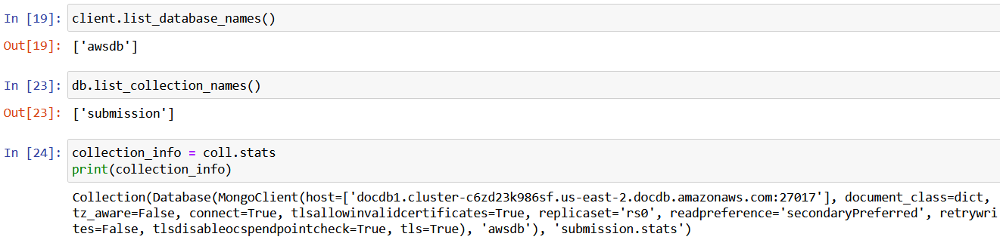 In [19]: client.list_database_names()
Out[19]: ['awsdb']
In [23]: db.list_collection_names()
Out[23]: ['submission']
In [24]: collection_info = coll.stats
print(collection_info)
Collection(Database(MongoClient(host=['docdb1.cluster-c6zd23k986sf.us-east-2.docdb.amazonaws.com:27017'], document_class=dict,
tz_aware=False, connect=True, tlsallowinvalidcertificates=True, replicaset='rs0', readpreference='secondaryPreferred', retrywri
tes=False, tlsdisableocspendpointcheck=True, tls=True), 'awsdb'), 'submission.stats')